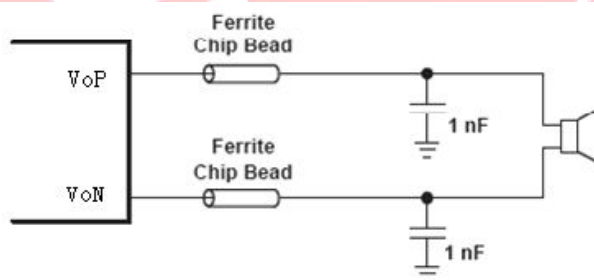 Ferrite
Chip Bead
VoP
1 nF
Ferrite
Chip Bead
VoN
1 nF